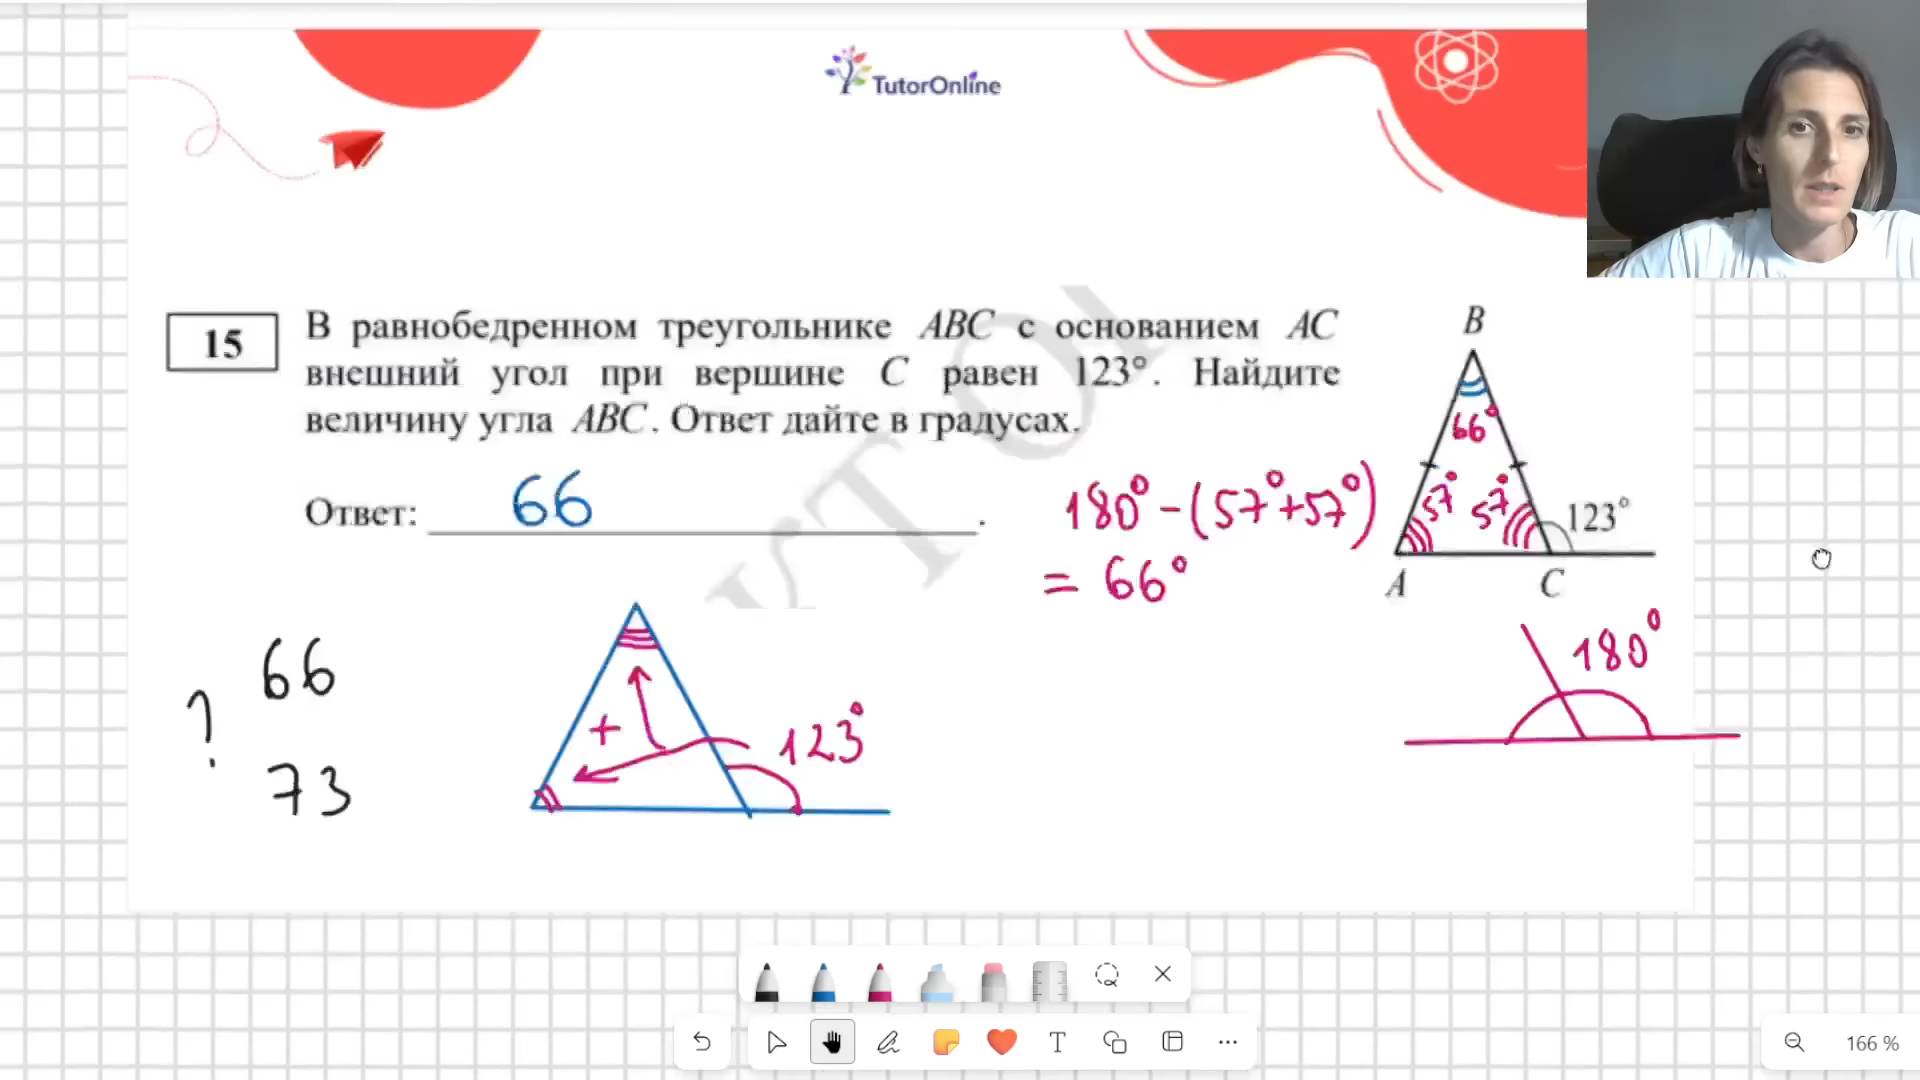 TutorOnline
15
В равнобедренном треугольнике ABC с основанием AC
внешний угол при вершине C равен 123°. Найдите
величину угла ABC. Ответ дайте в градусах.
Ответ: 66.
180° - (57°+57°)
= 66°
B
66°
57° 57°
123°
A C
180°
66
?
73
+
123°
T
166 %